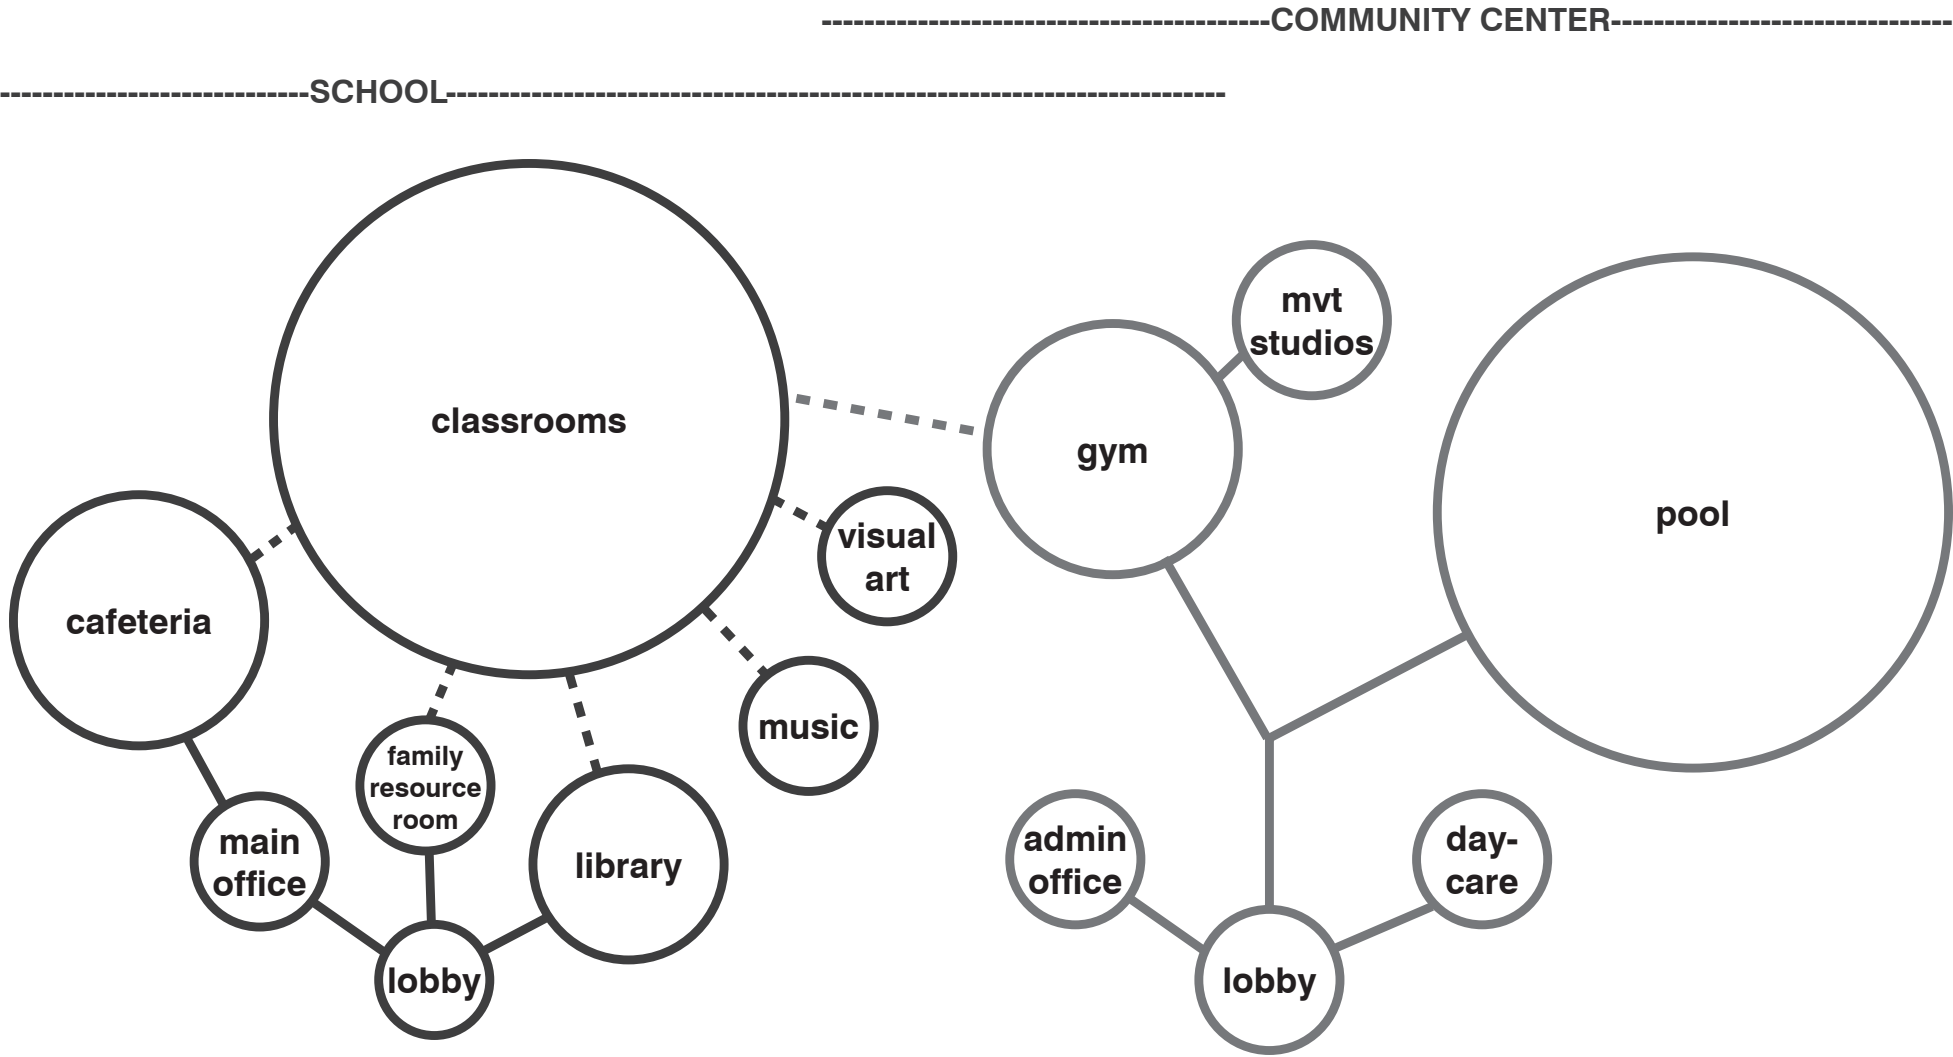 COMMUNITY CENTER
SCHOOL
classrooms
mvt
studios
gym
pool
visual
art
cafeteria
music
family
resource
room
main
office
library
lobby
admin
office
day-
care
lobby